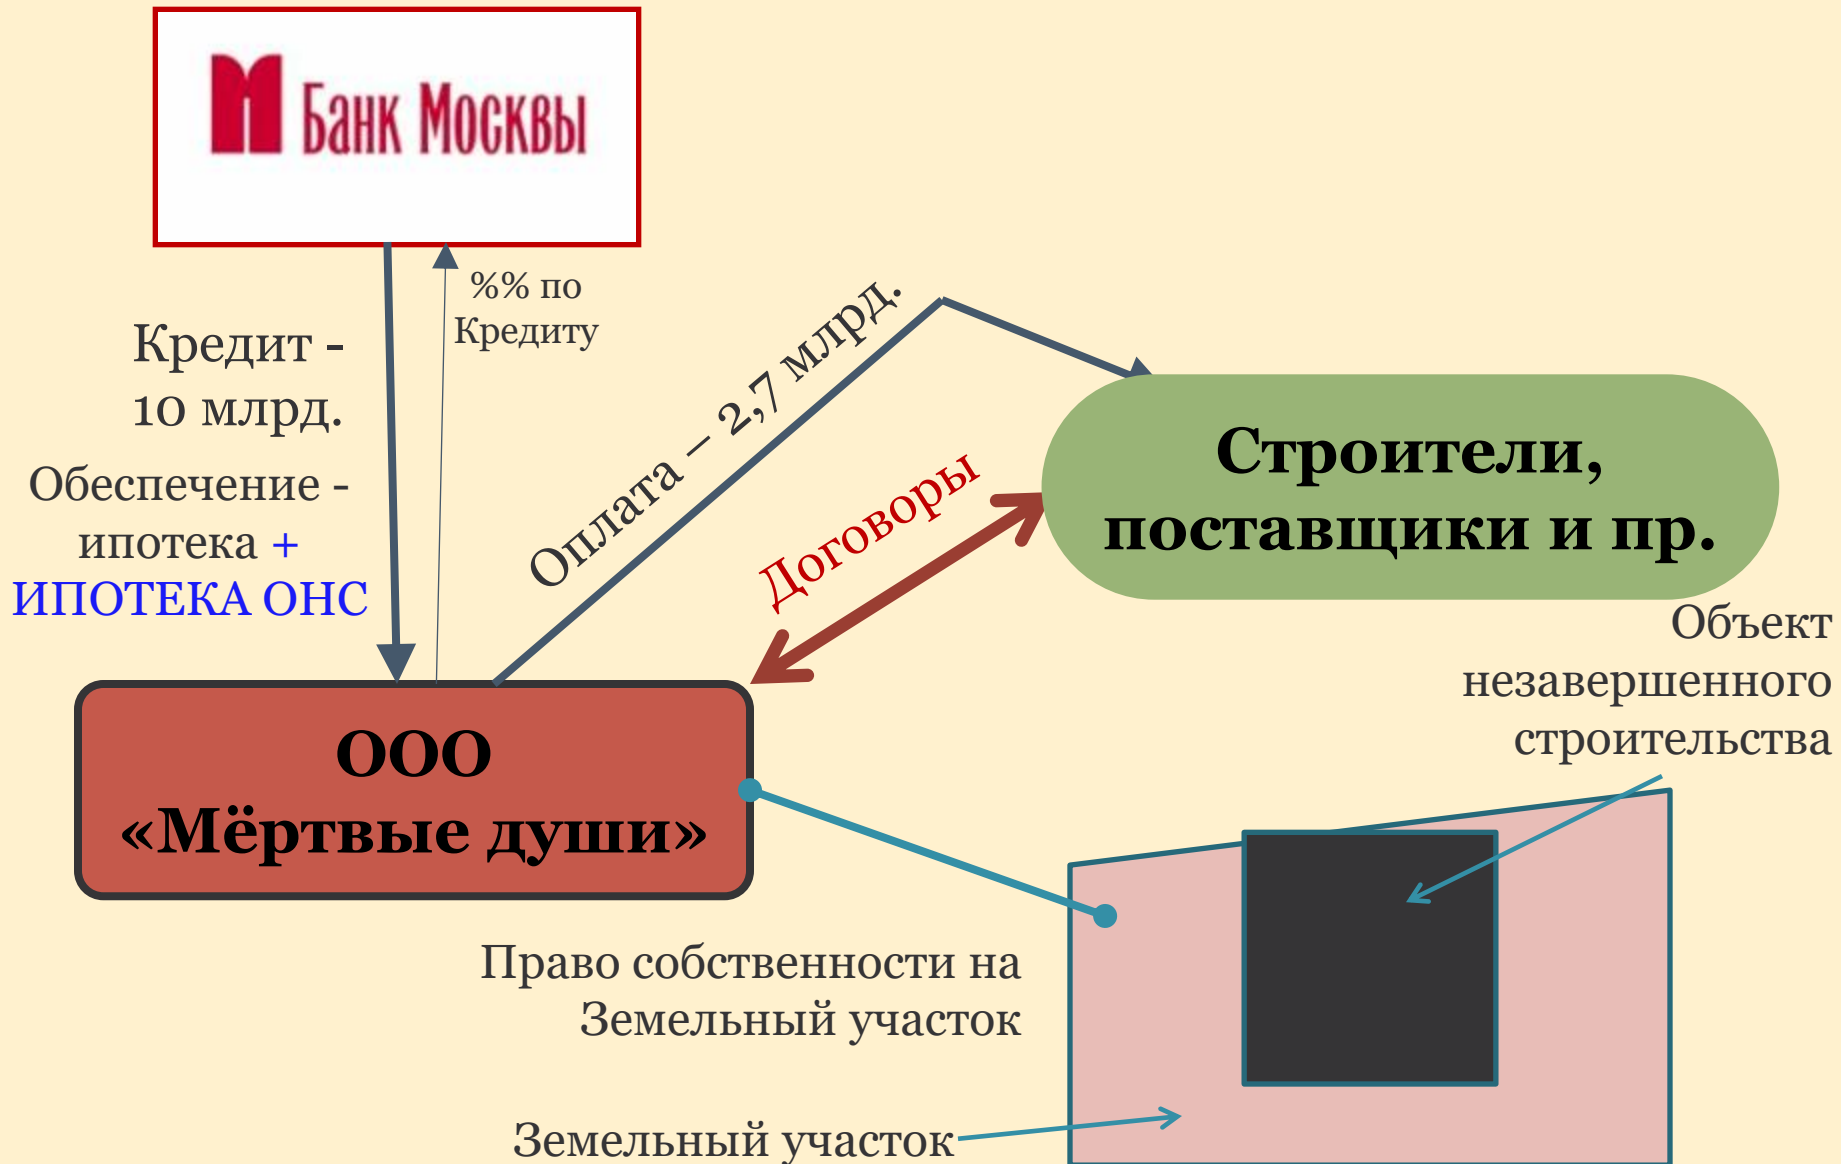 Банк Москвы
%% по
Кредиту
Кредит -
10 млрд.
Обеспечение -
ипотека +
ИПОТЕКА ОНС
Оплата – 2,7 млрд.
Договоры
Строители,
поставщики и пр.
Объект
незавершенного
строительства
ООО
«Мёртвые души»
Право собственности на
Земельный участок
Земельный участок